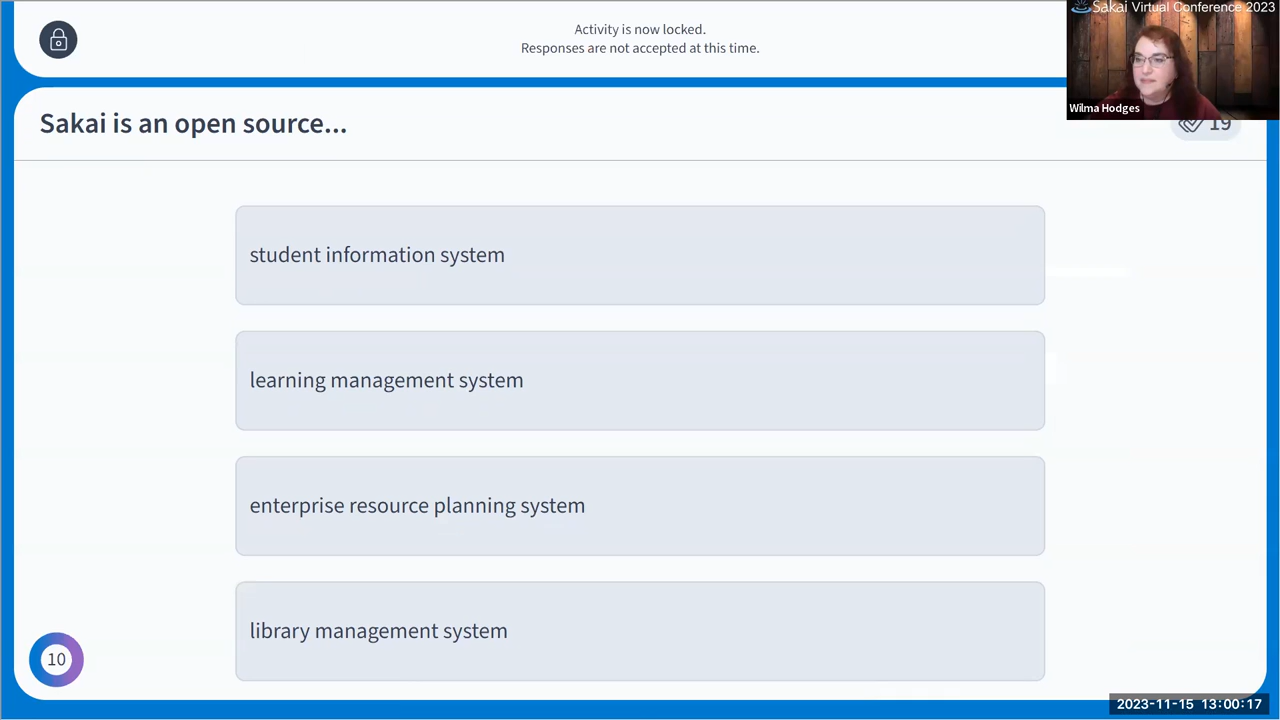 Activity is now locked.
Responses are not accepted at this time.
Sakai Virtual Conference 2023
Wilma Hodges
Sakai is an open source...
19
student information system
learning management system
enterprise resource planning system
library management system
10
2023-11-15 13:00:17